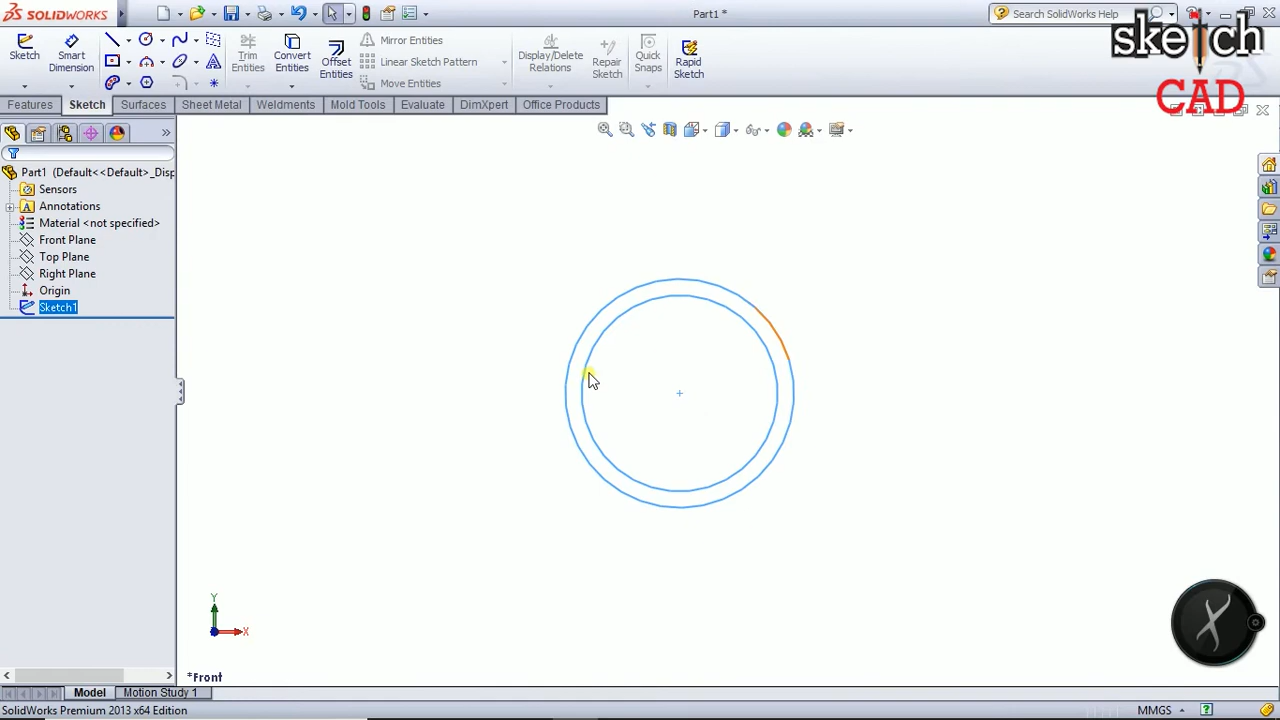 SOLIDWORKS
Part1 *
Search SolidWorks Help
sketch
CAD
Sketch
Smart
Dimension
Trim
Entities
Convert
Entities
Offset
Entities
Mirror Entities
Linear Sketch Pattern
Move Entities
Display/Delete
Relations
Repair
Sketch
Quick
Snaps
Rapid
Sketch
Features
Sketch
Surfaces
Sheet Metal
Weldments
Mold Tools
Evaluate
DimXpert
Office Products
Part1 (Default<<Default>_Disp
Sensors
Annotations
Material <not specified>
Front Plane
Top Plane
Right Plane
Origin
Sketch1
Y
X
*Front
Model
Motion Study 1
SolidWorks Premium 2013 x64 Edition
MMGS